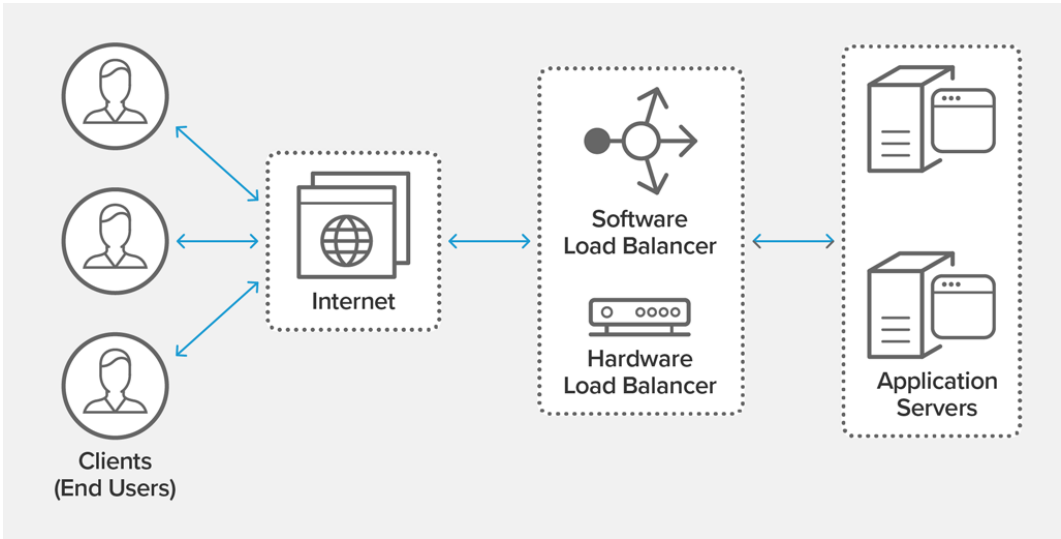 Clients
(End Users)
Internet
Software
Load Balancer
Hardware
Load Balancer
Application
Servers